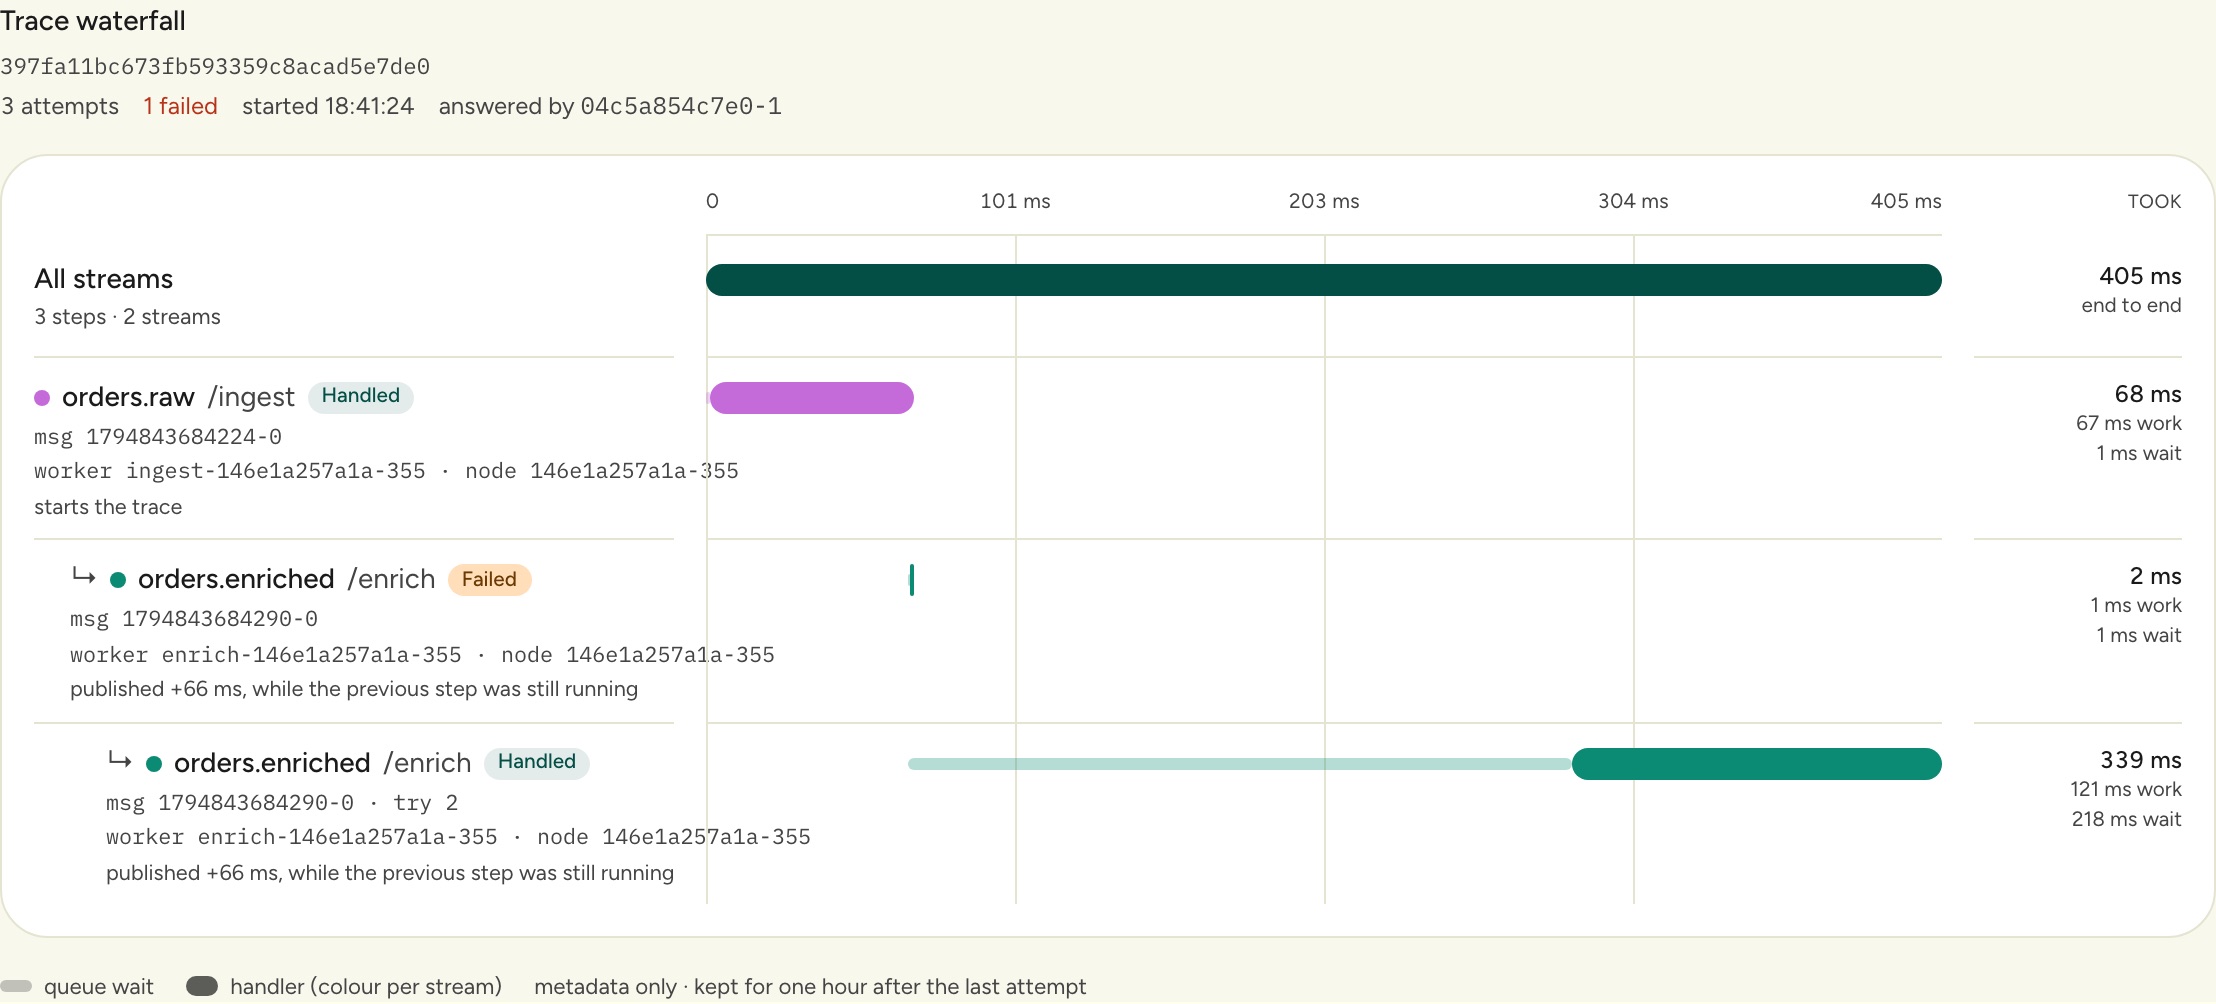 Trace waterfall
397fa11bc673fb593359c8acad5e7de0
3 attempts 1 failed started 18:41:24 answered by 04c5a854c7e0-1
0 101 ms 203 ms 304 ms 405 ms TOOK
All streams 405 ms
3 steps · 2 streams end to end
orders.raw /ingest Handled 68 ms
msg 1794843684224-0 67 ms work
worker ingest-146e1a257a1a-355 · node 146e1a257a1a-355 1 ms wait
starts the trace
↳ orders.enriched /enrich Failed 2 ms
msg 1794843684290-0 1 ms work
worker enrich-146e1a257a1a-355 · node 146e1a257a1a-355 1 ms wait
published +66 ms, while the previous step was still running
↳ orders.enriched /enrich Handled 339 ms
msg 1794843684290-0 · try 2 121 ms work
worker enrich-146e1a257a1a-355 · node 146e1a257a1a-355 218 ms wait
published +66 ms, while the previous step was still running
queue wait handler (colour per stream) metadata only · kept for one hour after the last attempt